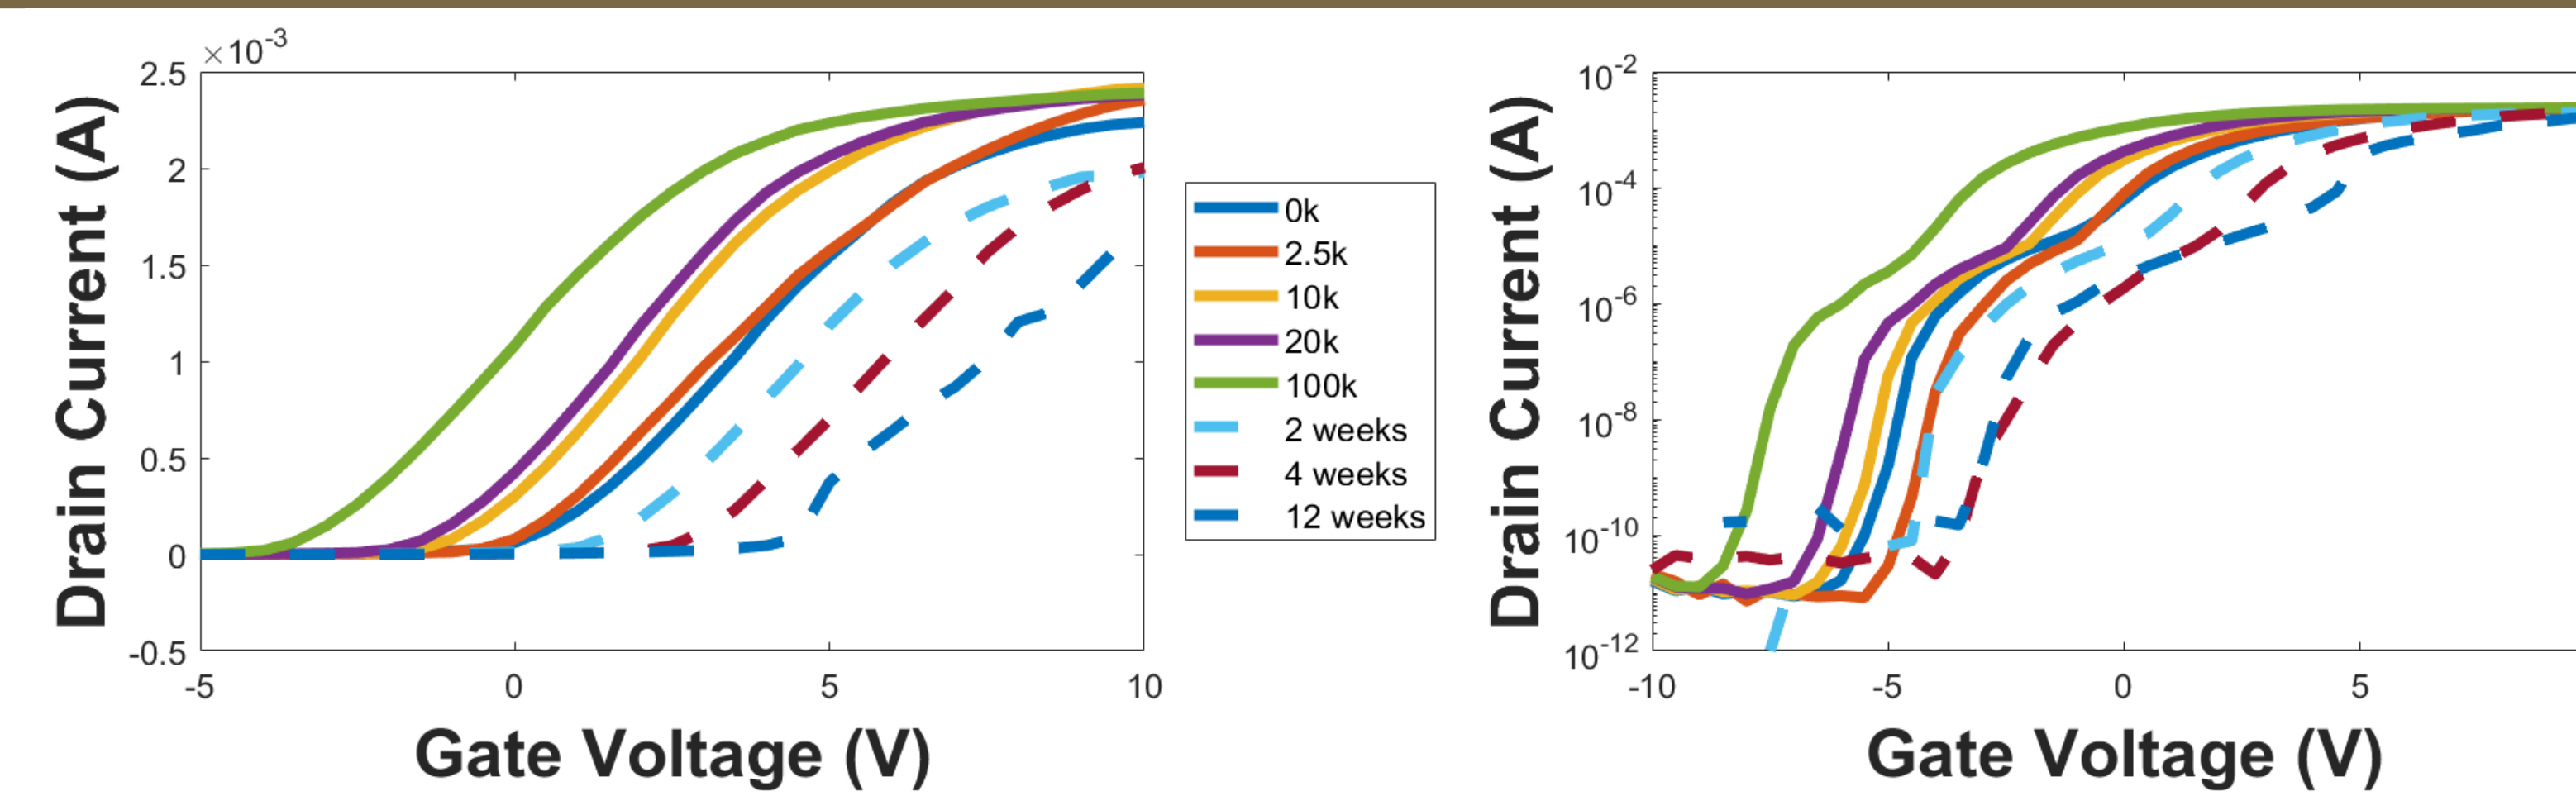 ×10-3
2.5
2
1.5
1
0.5
0
-0.5
-5 0 5 10
Drain Current (A)
Gate Voltage (V)
0k
2.5k
10k
20k
100k
2 weeks
4 weeks
12 weeks
10-2
10-4
10-6
10-8
10-10
10-12
-10 -5 0 5
Drain Current (A)
Gate Voltage (V)